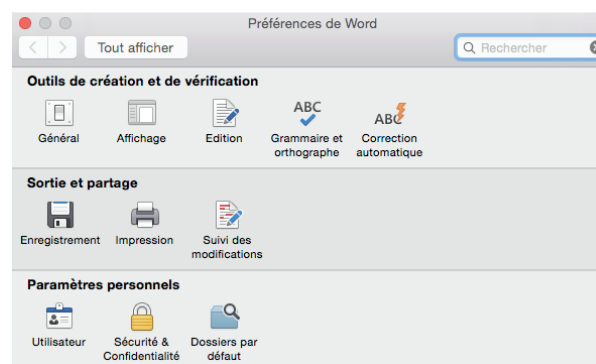 Préférences de Word
Tout afficher
Rechercher
Outils de création et de vérification
ABC
ABC
Général
Affichage
Edition
Grammaire et
orthographe
Correction
automatique
Sortie et partage
Enregistrement
Impression
Suivi des
modifications
Paramètres personnels
Utilisateur
Sécurité &
Confidentialité
Dossiers par
défaut